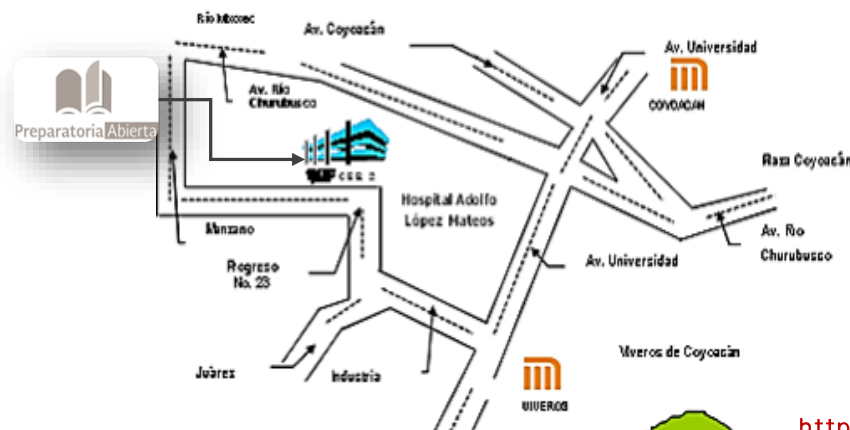 Río Mixcoac
Av. Coyoacán
Av. Universidad
COYOACAN
Av. Río
Churubusco
Preparatoria Abierta
Plaza Coyoacán
Hospital Adolfo
López Mateos
Manzano
Av. Río
Churubusco
Av. Universidad
Regreso
No. 23
Viveros de Coyoacán
Juárez
Industria
VIVEROS
http